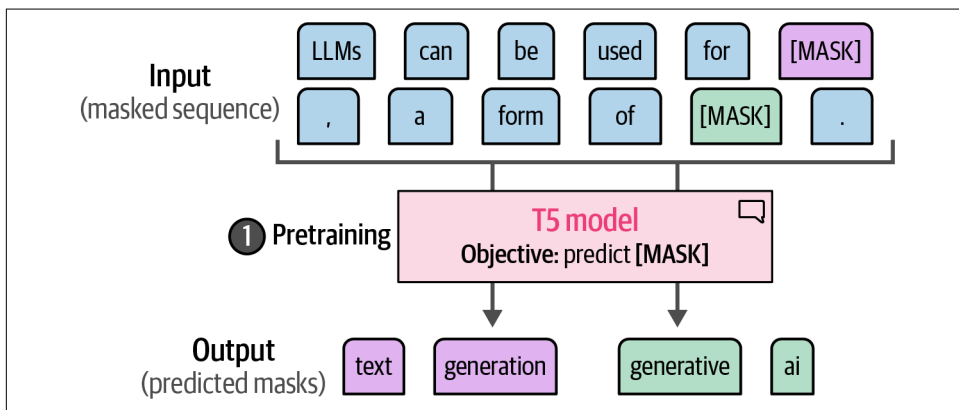 LLMs can be used for [MASK]
Input
(masked sequence)
, a form of [MASK] .
T5 model
1 Pretraining
Objective: predict [MASK]
Output
(predicted masks)
text generation generative ai